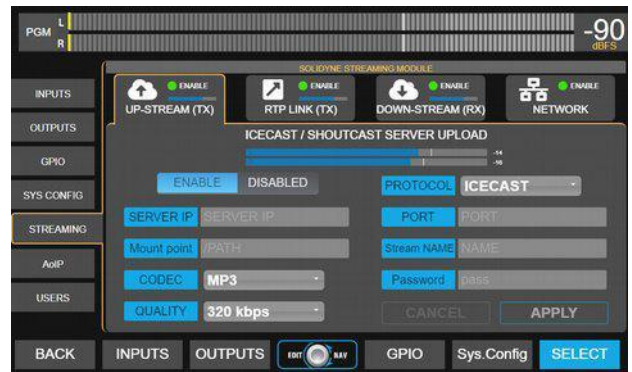 PGM L R -90 dBFS
SOLIDYNE STREAMING MODULE
ENABLE ENABLE ENABLE ENABLE
UP-STREAM (TX) RTP LINK (TX) DOWN-STREAM (RX) NETWORK
INPUTS
OUTPUTS
GPIO
SYS CONFIG
STREAMING
AoIP
USERS
ICECAST / SHOUTCAST SERVER UPLOAD
ENABLE DISABLED PROTOCOL ICECAST
SERVER IP SERVER IP PORT PORT
Mount point /PATH Stream NAME NAME
CODEC MP3 Password pass
QUALITY 320 kbps CANCEL APPLY
BACK INPUTS OUTPUTS EDIT NAV GPIO Sys.Config SELECT